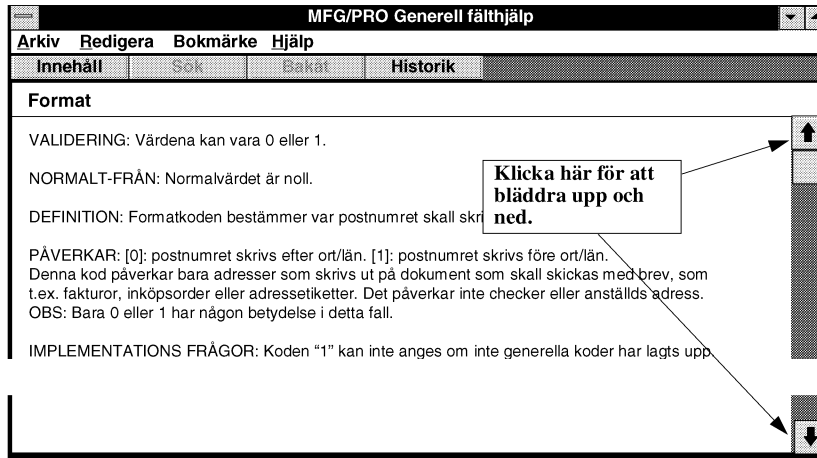 MFG/PRO Generell fälthjälp
Arkiv Redigera Bokmärke Hjälp
Innehåll Sök Bakåt Historik
Format
VALIDERING: Värdena kan vara 0 eller 1.
NORMALT-FRÅN: Normalvärdet är noll.
DEFINITION: Formatkoden bestämmer var postnumret skall
Klicka här för att
bläddra upp och
ned.
PÅVERKAR: [0]: postnumret skrivs efter ort/län. [1]: postnumret skrivs före ort/län.
Denna kod påverkar bara adresser som skrivs ut på dokument som skall skickas med brev, som
t.ex. fakturor, inköpsorder eller adressetiketter. Det påverkar inte checker eller anställds adress.
OBS: Bara 0 eller 1 har någon betydelse i detta fall.
IMPLEMENTATIONS FRÅGOR: Koden “1” kan inte anges om inte generella koder har lagts upp